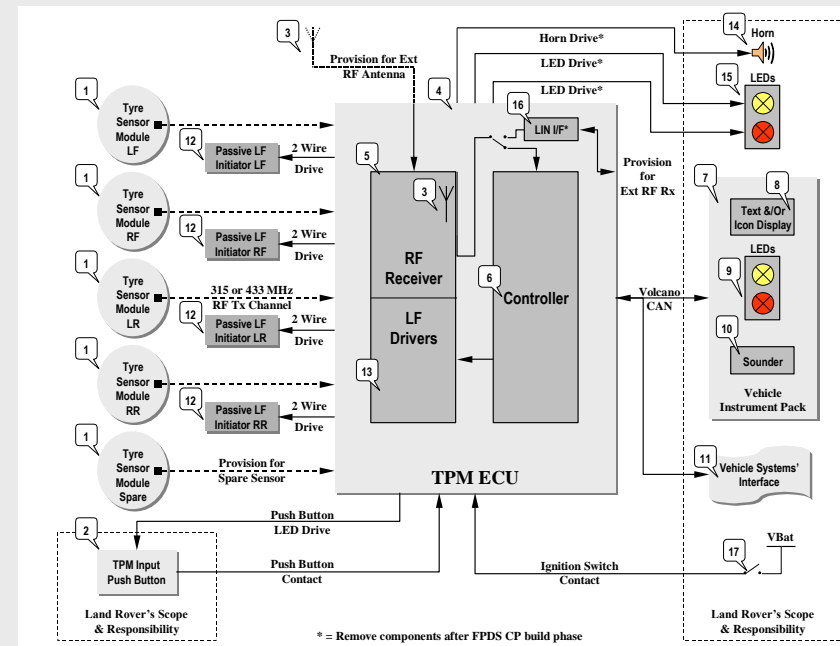 3
Provision for Ext
RF Antenna
4
Horn Drive*
LED Drive*
LED Drive*
14
Horn
15
LEDs
1
Tyre
Sensor
Module
LF
12
Passive LF
Initiator LF
2 Wire
Drive
16
LIN I/F*
Provision
for
Ext RF Rx
5
3
RF
Receiver
LF
Drivers
13
6
Controller
TPM ECU
1
Tyre
Sensor
Module
RF
12
Passive LF
Initiator RF
2 Wire
Drive
1
Tyre
Sensor
Module
LR
315 or 433 MHz
RF Tx Channel
12
Passive LF
Initiator LR
2 Wire
Drive
1
Tyre
Sensor
Module
RR
12
Passive LF
Initiator RR
2 Wire
Drive
1
Tyre
Sensor
Module
Spare
Provision for
Spare Sensor
7
8
Text &/Or
Icon Display
LEDs
9
10
Sounder
Vehicle
Instrument Pack
Volcano
CAN
11
Vehicle Systems'
Interface
2
TPM Input
Push Button
Push Button
LED Drive
Push Button
Contact
Ignition Switch
Contact
17
VBat
Land Rover's Scope
& Responsibility
Land Rover's Scope
& Responsibility
* = Remove components after FPDS CP build phase